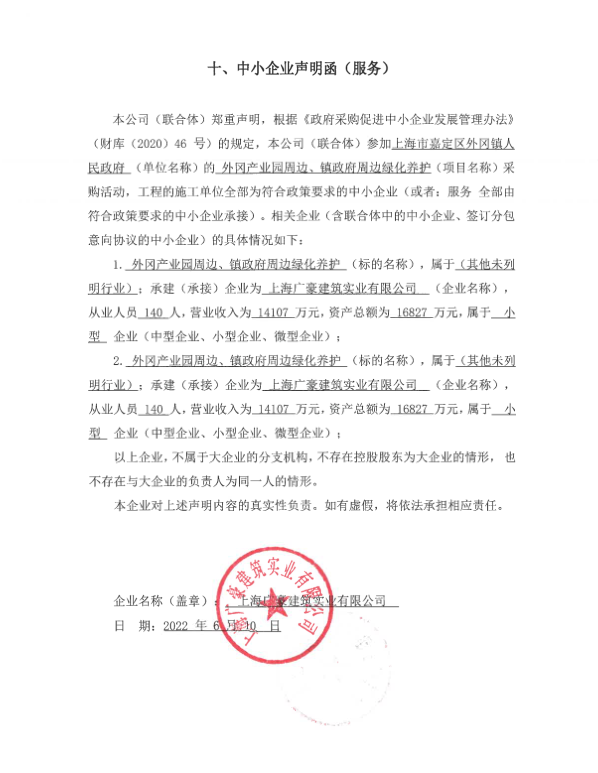 十、中小企业声明函（服务）
本公司（联合体）郑重声明，根据《政府采购促进中小企业发展管理办法》
（财库（2020）46 号）的规定，本公司（联合体）参加上海市嘉定区外冈镇人
民政府 （单位名称）的 外冈产业园周边、镇政府周边绿化养护（项目名称）采
购活动，工程的施工单位全部为符合政策要求的中小企业（或者：服务 全部由
符合政策要求的中小企业承接）。相关企业（含联合体中的中小企业、签订分包
意向协议的中小企业）的具体情况如下：
1. 外冈产业园周边、镇政府周边绿化养护 （标的名称），属于（其他未列
明行业）；承建（承接）企业为 上海广豪建筑实业有限公司 （企业名称），
从业人员 140 人，营业收入为 14107 万元，资产总额为 16827 万元，属于 小
型 企业（中型企业、小型企业、微型企业）；
2. 外冈产业园周边、镇政府周边绿化养护 （标的名称），属于（其他未列
明行业）；承建（承接）企业为 上海广豪建筑实业有限公司 （企业名称），
从业人员 140 人，营业收入为 14107 万元，资产总额为 16827 万元，属于 小
型 企业（中型企业、小型企业、微型企业）；
以上企业，不属于大企业的分支机构，不存在控股股东为大企业的情形， 也
不存在与大企业的负责人为同一人的情形。
本企业对上述声明内容的真实性负责。如有虚假，将依法承担相应责任。
上海广豪建筑实业有限公司
企业名称（盖章）： 上海广豪建筑实业有限公司
日 期：2022 年 6 月 10 日